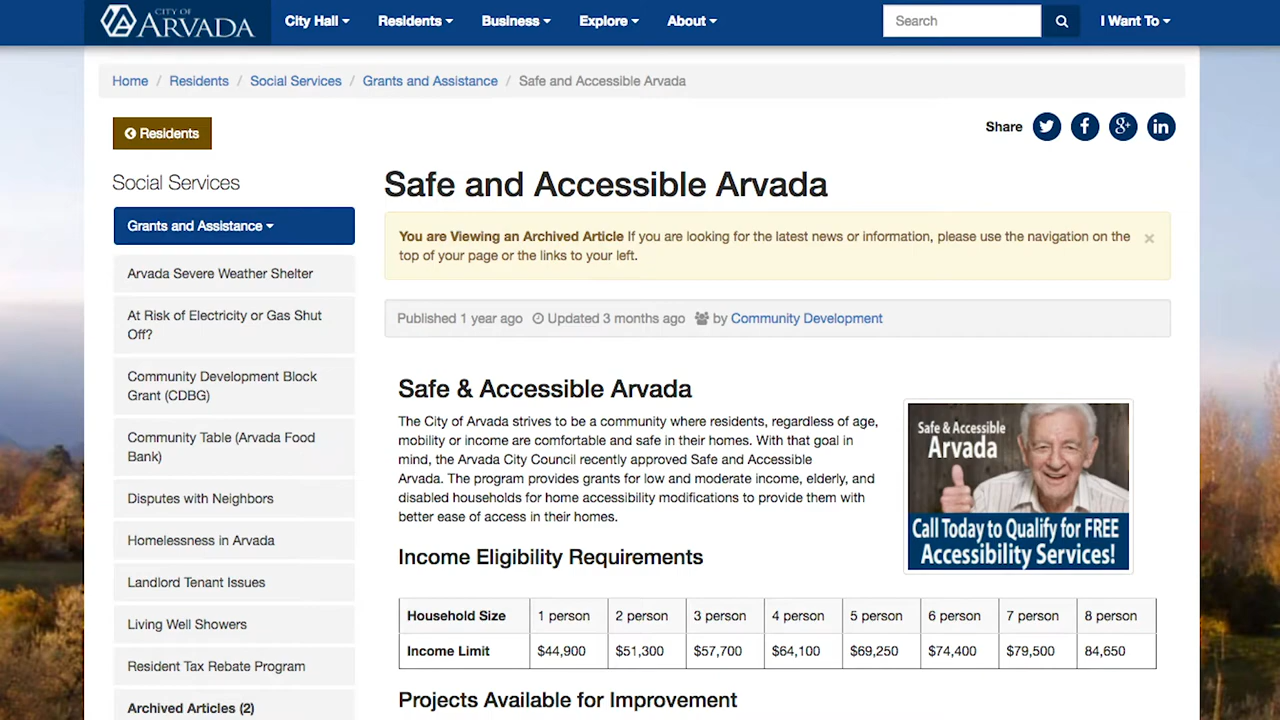 CITY OF
ARVADA
City Hall
Residents
Business
Explore
About
Search
I Want To
Home / Residents / Social Services / Grants and Assistance / Safe and Accessible Arvada
Residents
Share
Social Services
Grants and Assistance
Arvada Severe Weather Shelter
At Risk of Electricity or Gas Shut
Off?
Community Development Block
Grant (CDBG)
Community Table (Arvada Food
Bank)
Disputes with Neighbors
Homelessness in Arvada
Landlord Tenant Issues
Living Well Showers
Resident Tax Rebate Program
Archived Articles (2)
Safe and Accessible Arvada
You are Viewing an Archived Article If you are looking for the latest news or information, please use the navigation on the
top of your page or the links to your left.
×
Published 1 year ago Updated 3 months ago by Community Development
Safe & Accessible Arvada
The City of Arvada strives to be a community where residents, regardless of age,
mobility or income are comfortable and safe in their homes. With that goal in
mind, the Arvada City Council recently approved Safe and Accessible
Arvada. The program provides grants for low and moderate income, elderly, and
disabled households for home accessibility modifications to provide them with
better ease of access in their homes.
Safe & Accessible
Arvada
Call Today to Qualify for FREE
Accessibility Services!
Income Eligibility Requirements
Household Size 1 person 2 person 3 person 4 person 5 person 6 person 7 person 8 person
Income Limit $44,900 $51,300 $57,700 $64,100 $69,250 $74,400 $79,500 84,650
Projects Available for Improvement